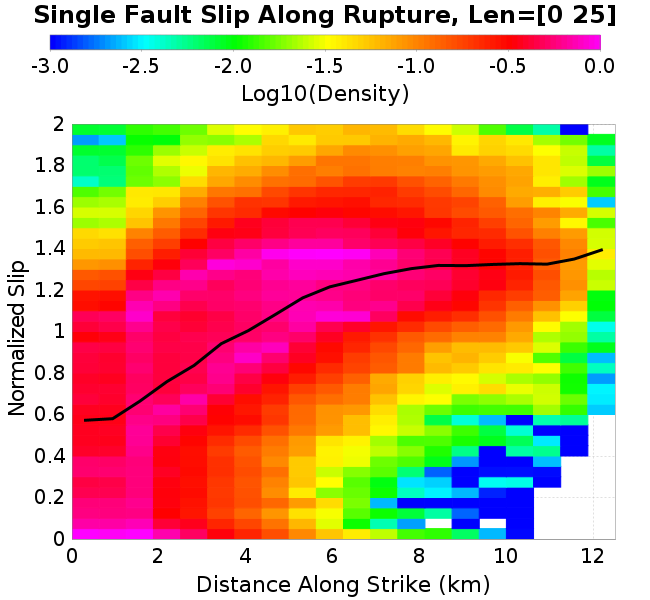 Single Fault Slip Along Rupture, Len=[0 25]
-3.0 -2.5 -2.0 -1.5 -1.0 -0.5 0.0
Log10(Density)
2
1.8
1.6
1.4
1.2
1
0.8
0.6
0.4
0.2
0
Normalized Slip
0 2 4 6 8 10 12
Distance Along Strike (km)